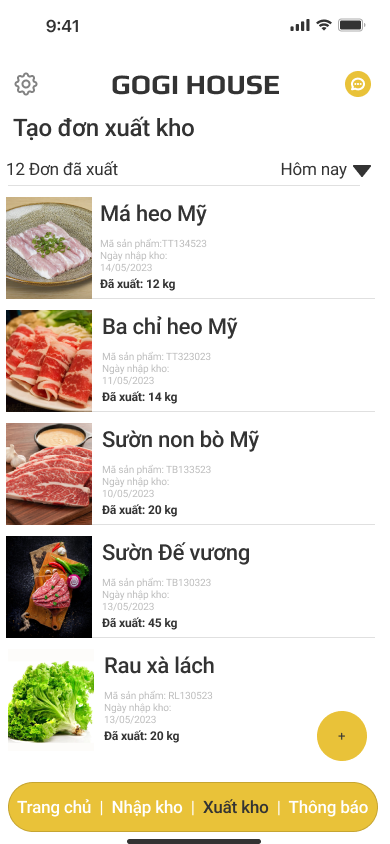 9:41
GOGI HOUSE
Tạo đơn xuất kho
12 Đơn đã xuất Hôm nay
Má heo Mỹ
Mã sản phẩm:TT134523
Ngày nhập kho:
14/05/2023
Đã xuất: 12 kg
Ba chỉ heo Mỹ
Mã sản phẩm: TT323023
Ngày nhập kho:
11/05/2023
Đã xuất: 14 kg
Sườn non bò Mỹ
Mã sản phẩm: TB133523
Ngày nhập kho:
10/05/2023
Đã xuất: 20 kg
Sườn Đế vương
Mã sản phẩm: TB130323
Ngày nhập kho:
13/05/2023
Đã xuất: 45 kg
Rau xà lách
Mã sản phẩm: RL130523
Ngày nhập kho:
13/05/2023
Đã xuất: 20 kg
+
Trang chủ | Nhập kho | Xuất kho | Thông báo